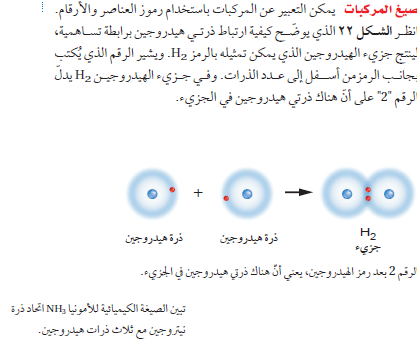 صيغ المركبات يمكن التعبير عن المركبات باستخدام رموز العناصر والأرقام.
انظر الشكل ٢٢ الذي يوضّح كيفية ارتباط ذرتي هيدروجين برابطة تساهمية،
لينتج جزيء الهيدروجين الذي يمكن تمثيله بالرمز H₂. ويشير الرقم الذي يُكتب
بجانب الرمزمن أسفل إلى عدد الذرات. وفي جزيء الهيدروجين H₂ يدلّ
الرقم "2" على أنّ هناك ذرتي هيدروجين في الجزيء.
ذرة هيدروجين + ذرة هيدروجين
H₂
جزيء
الرقم 2 بعد رمز الهيدروجين، يعني أنّ هناك ذرتي هيدروجين في الجزيء.
تبين الصيغة الكيميائية للأمونيا NH₃ اتحاد ذرة
نيتروجين مع ثلاث ذرات هيدروجين.